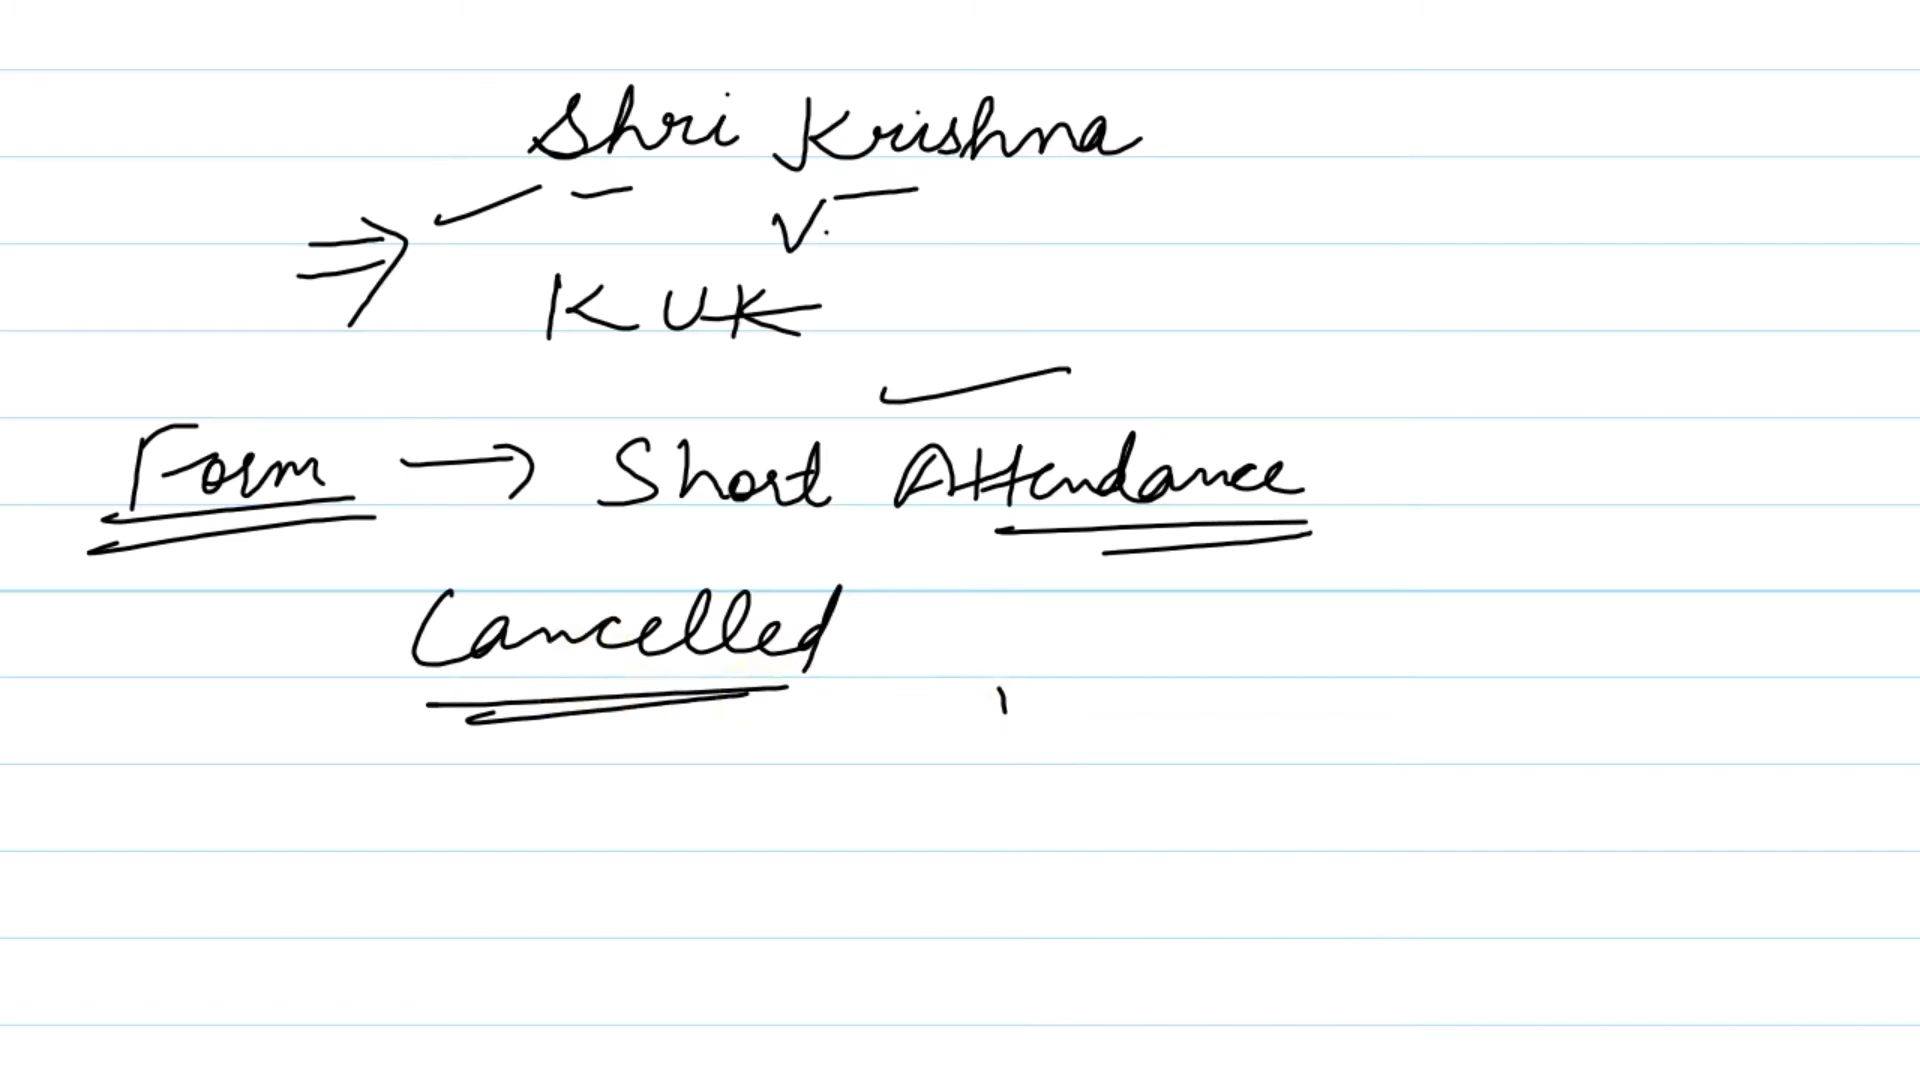 Shri Krishna
⇒ KUK
Form → Short Attendance
Cancelled